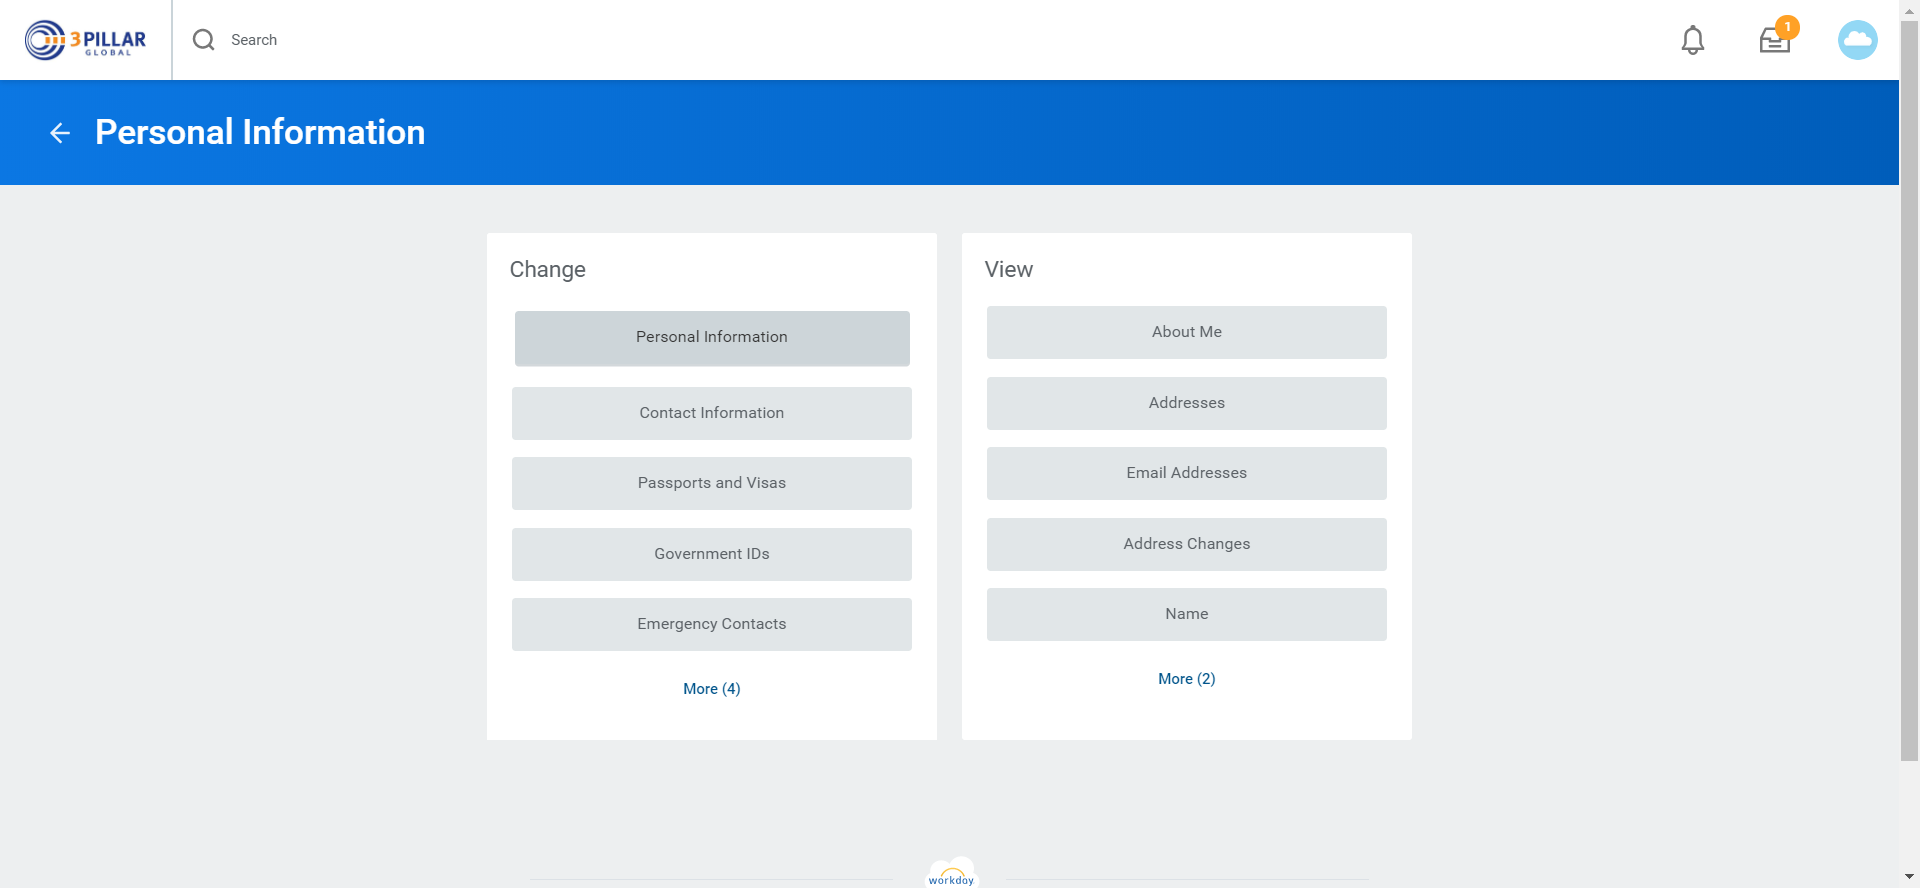 3PILLAR
GLOBAL
Search
1
Personal Information
Change
Personal Information
Contact Information
Passports and Visas
Government IDs
Emergency Contacts
More (4)
View
About Me
Addresses
Email Addresses
Address Changes
Name
More (2)
workday